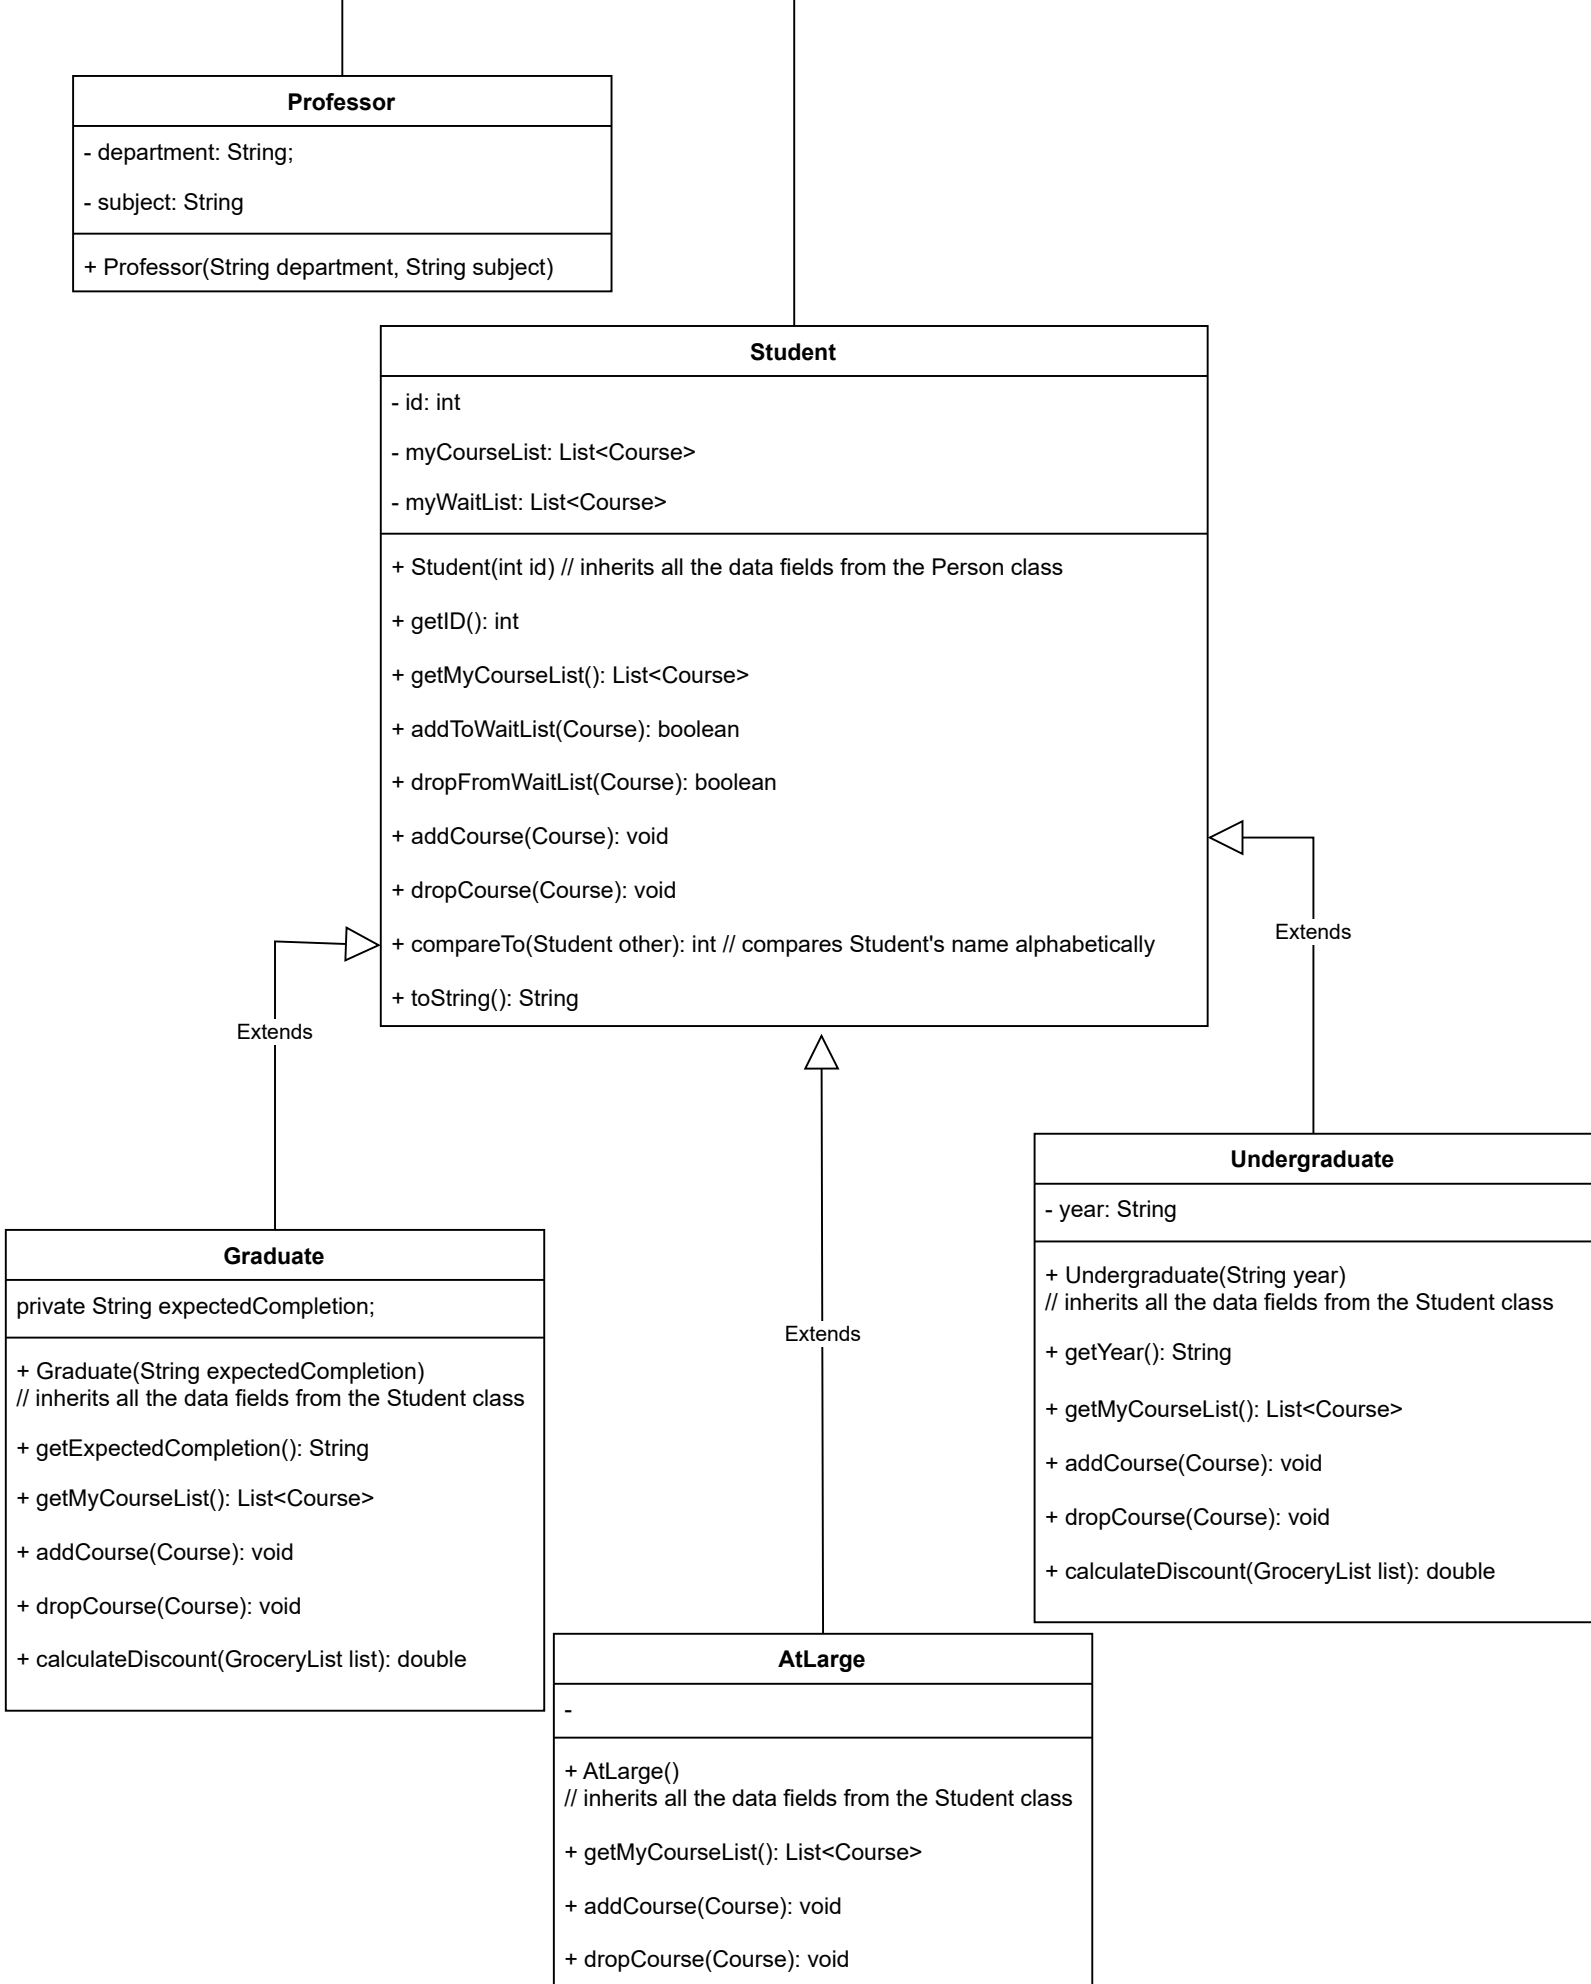 Professor
- department: String;
- subject: String
+ Professor(String department, String subject)
Student
- id: int
- myCourseList: List<Course>
- myWaitList: List<Course>
+ Student(int id) // inherits all the data fields from the Person class
+ getID(): int
+ getMyCourseList(): List<Course>
+ addToWaitList(Course): boolean
+ dropFromWaitList(Course): boolean
+ addCourse(Course): void
+ dropCourse(Course): void
+ compareTo(Student other): int // compares Student's name alphabetically
+ toString(): String
Extends
Extends
Extends
Graduate
private String expectedCompletion;
+ Graduate(String expectedCompletion)
// inherits all the data fields from the Student class
+ getExpectedCompletion(): String
+ getMyCourseList(): List<Course>
+ addCourse(Course): void
+ dropCourse(Course): void
+ calculateDiscount(GroceryList list): double
Undergraduate
- year: String
+ Undergraduate(String year)
// inherits all the data fields from the Student class
+ getYear(): String
+ getMyCourseList(): List<Course>
+ addCourse(Course): void
+ dropCourse(Course): void
+ calculateDiscount(GroceryList list): double
AtLarge
-
+ AtLarge()
// inherits all the data fields from the Student class
+ getMyCourseList(): List<Course>
+ addCourse(Course): void
+ dropCourse(Course): void